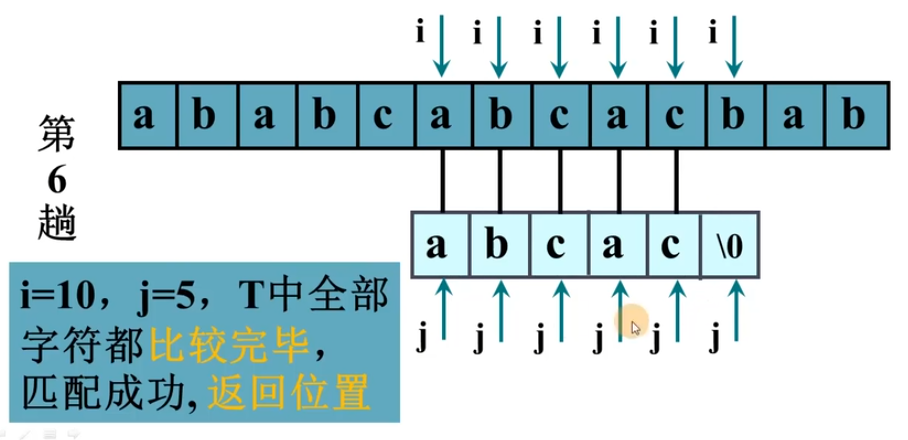 i i i i i i
a b a b c a b c a c b a b
第
6
趟
a b c a c \0
j j j j j j
i=10，j=5，T中全部
字符都比较完毕，
匹配成功,返回位置